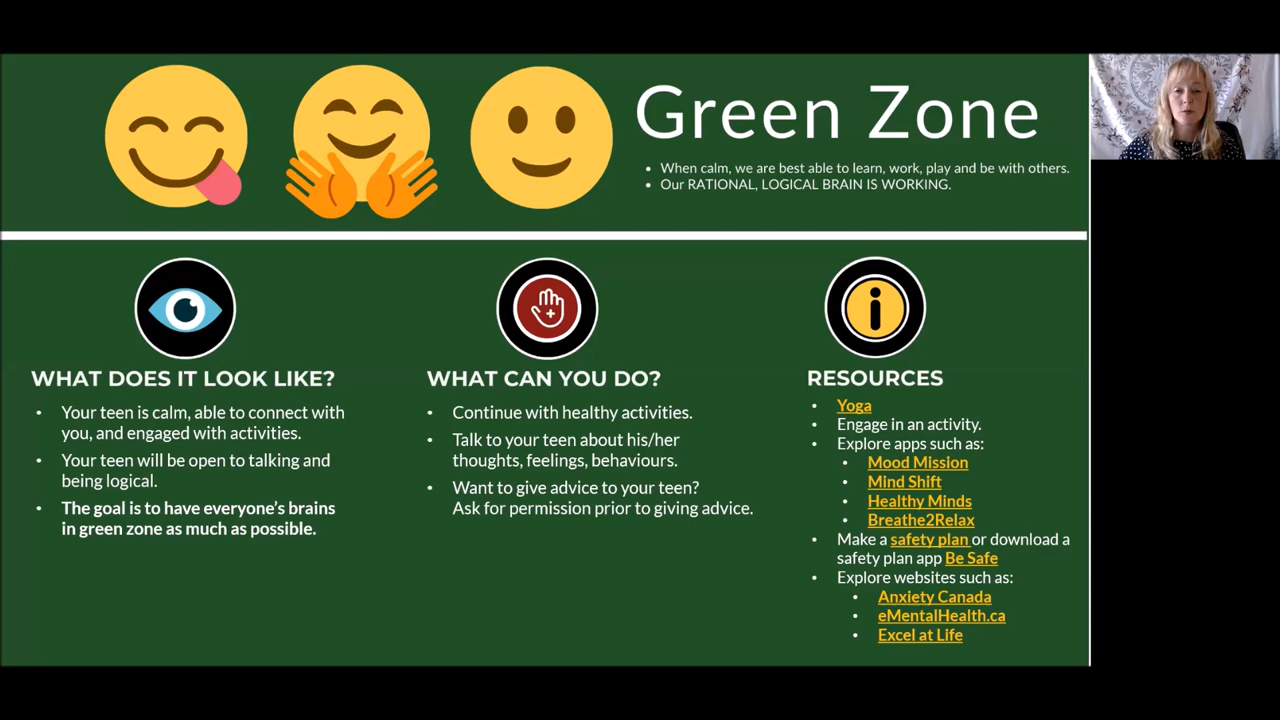 Green Zone
• When calm, we are best able to learn, work, play and be with others.
• Our RATIONAL, LOGICAL BRAIN IS WORKING.
WHAT DOES IT LOOK LIKE?
• Your teen is calm, able to connect with
you, and engaged with activities.
• Your teen will be open to talking and
being logical.
• The goal is to have everyone's brains
in green zone as much as possible.
WHAT CAN YOU DO?
• Continue with healthy activities.
• Talk to your teen about his/her
thoughts, feelings, behaviours.
• Want to give advice to your teen?
Ask for permission prior to giving advice.
RESOURCES
• Yoga
• Engage in an activity.
• Explore apps such as:
• Mood Mission
• Mind Shift
• Healthy Minds
• Breathe2Relax
• Make a safety plan or download a
safety plan app Be Safe
• Explore websites such as:
• Anxiety Canada
• eMentalHealth.ca
• Excel at Life